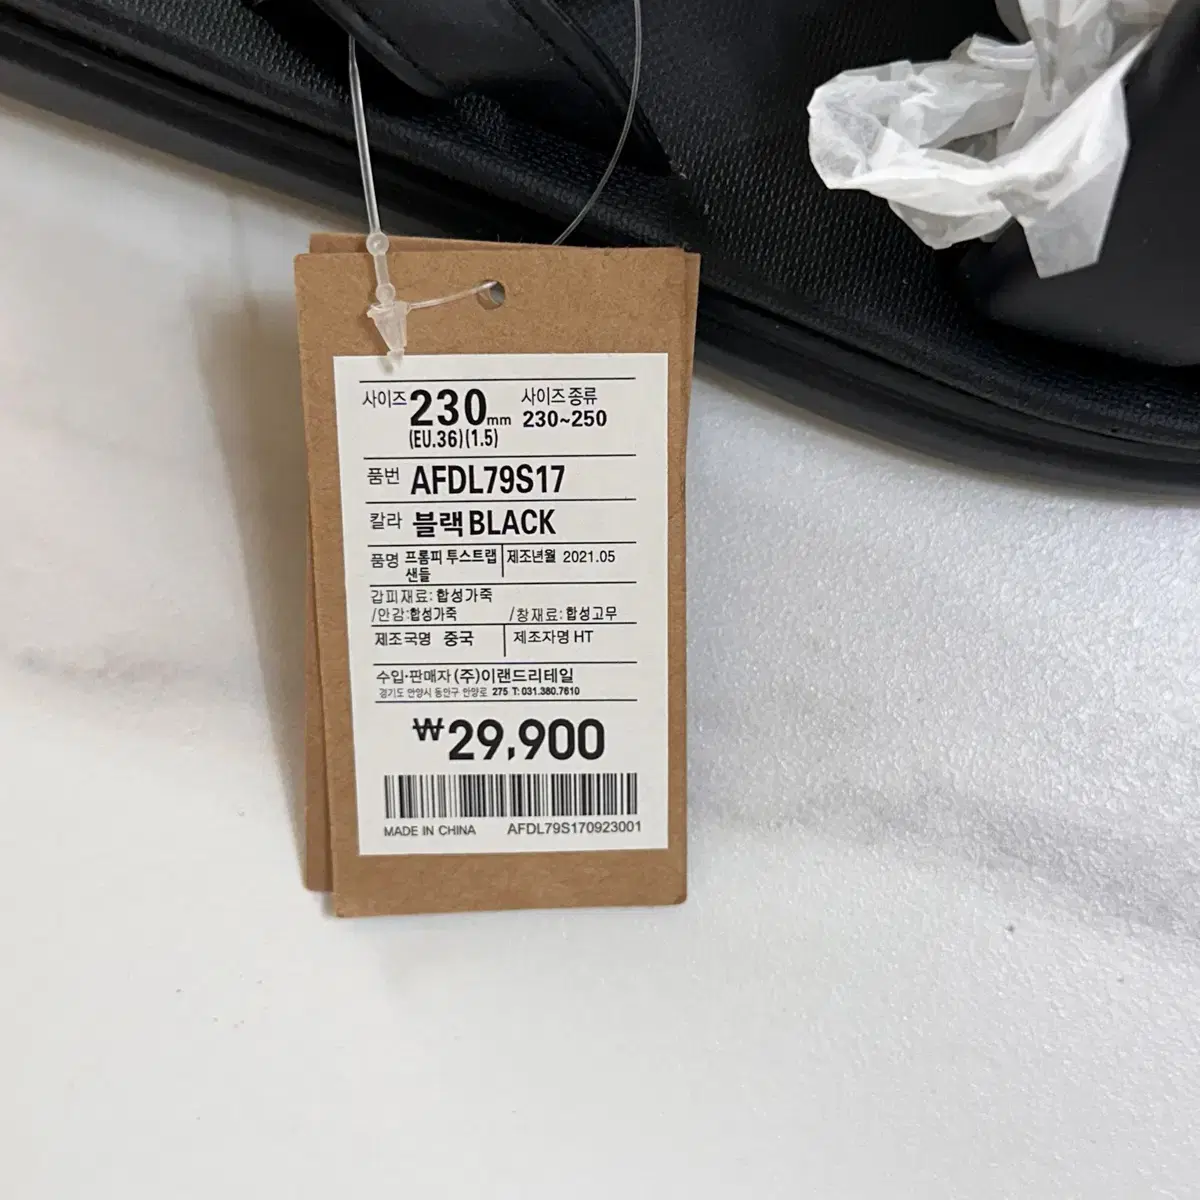 사이즈 230mm 사이즈 종류
(EU.36)(1.5) 230~250
품번 AFDL79S17
칼라 블랙 BLACK
품명 프롬피 투스트랩 제조년월 2021.05
샌들
갑피재료:합성가죽
/안감:합성가죽 /창재료:합성고무
제조국명 중국 제조자명 HT
수입·판매자 (주)이랜드리테일
경기도 안양시 동안구 안양로 275 T:031.380.7610
₩29,900
MADE IN CHINA AFDL79S170923001